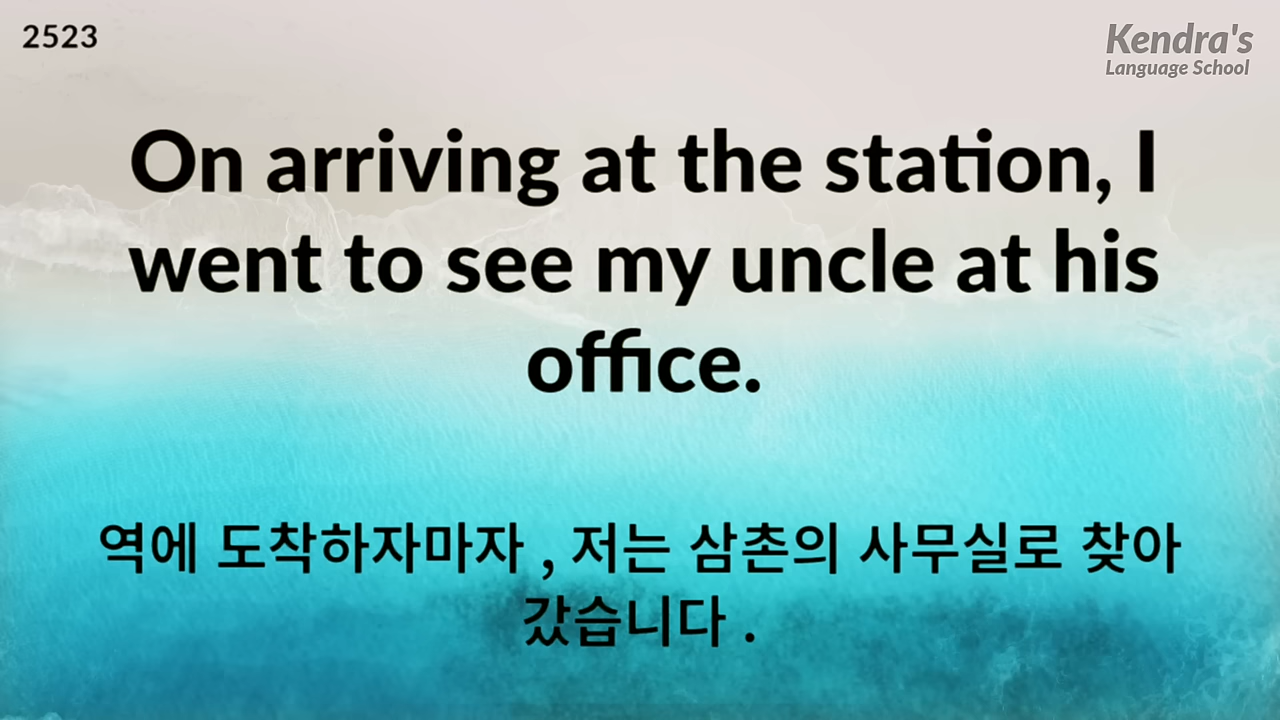 2523
Kendra's
Language School
On arriving at the station, I
went to see my uncle at his
office.
역에 도착하자마자 , 저는 삼촌의 사무실로 찾아
갔습니다 .